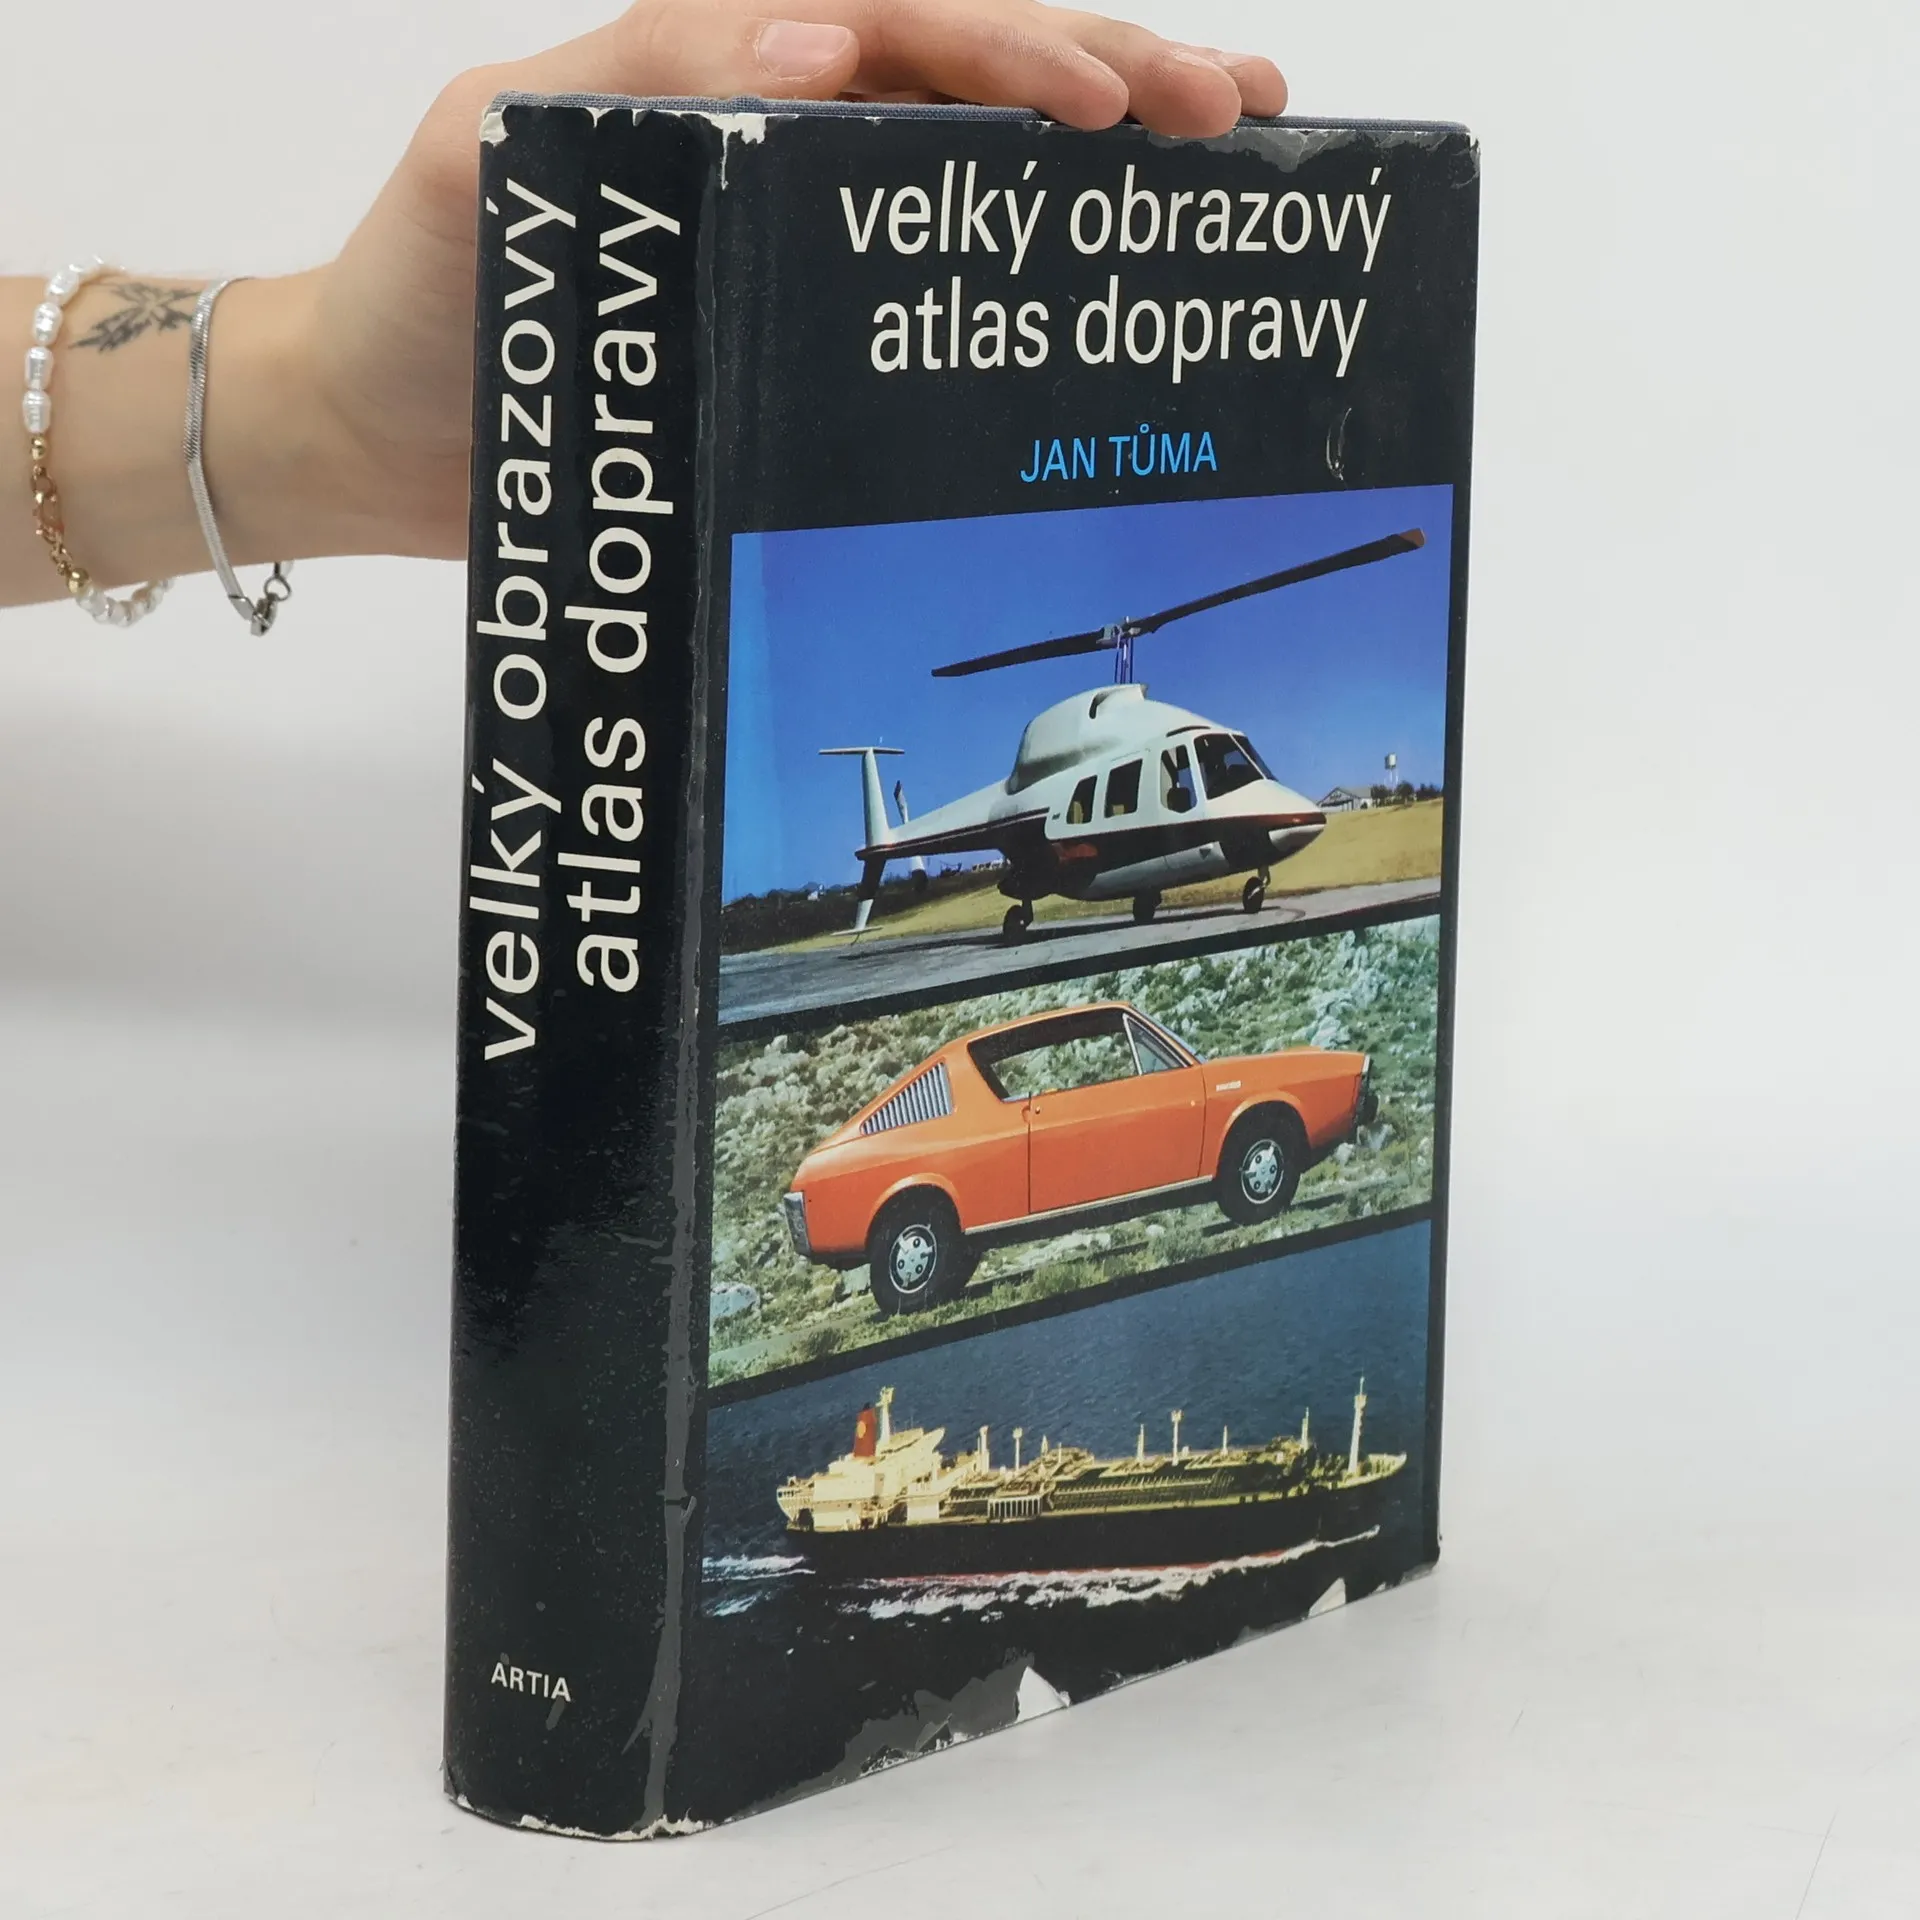 velký obrazový
atlas dopravy
ARTIA
velký obrazový
atlas dopravy
JAN TŮMA